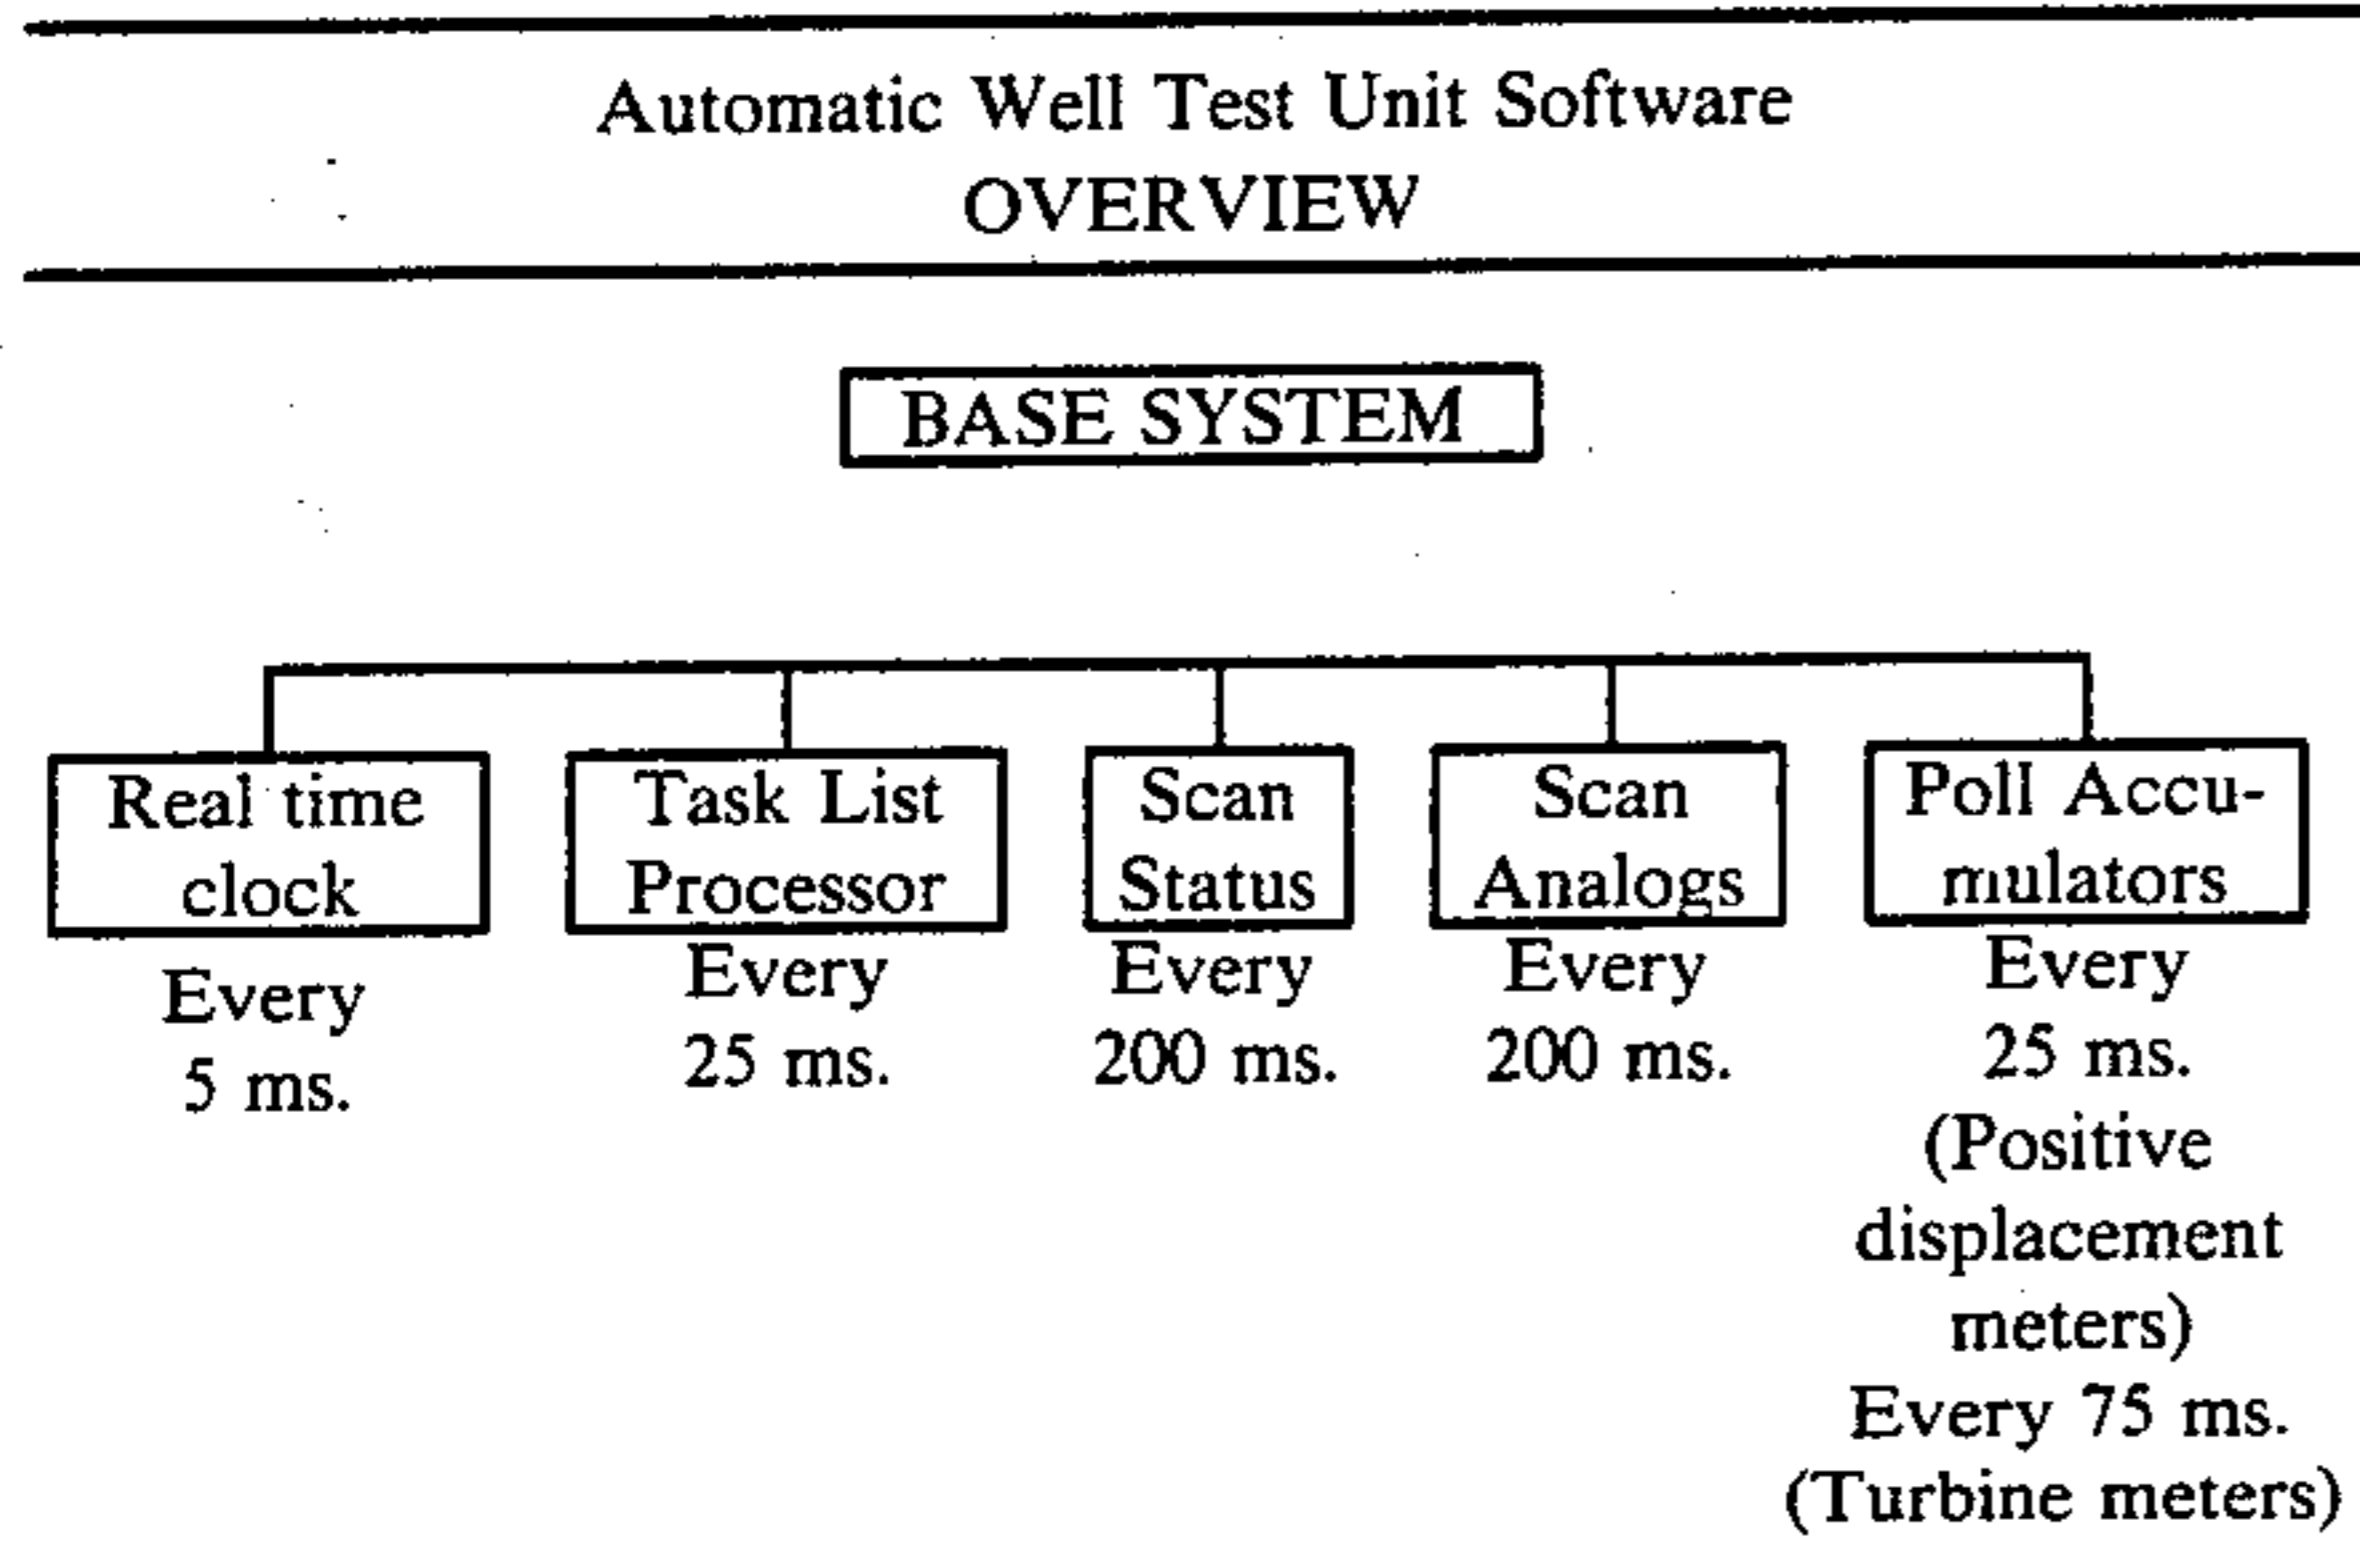 Automatic Well Test Unit Software
OVERVIEW
BASE SYSTEM
Real time
clock
Every
5 ms.
Task List
Processor
Every
25 ms.
Scan
Status
Every
200 ms.
Scan
Analogs
Every
200 ms.
Poll Accu-
mulators
Every
25 ms.
(Positive
displacement
meters)
Every 75 ms.
(Turbine meters)